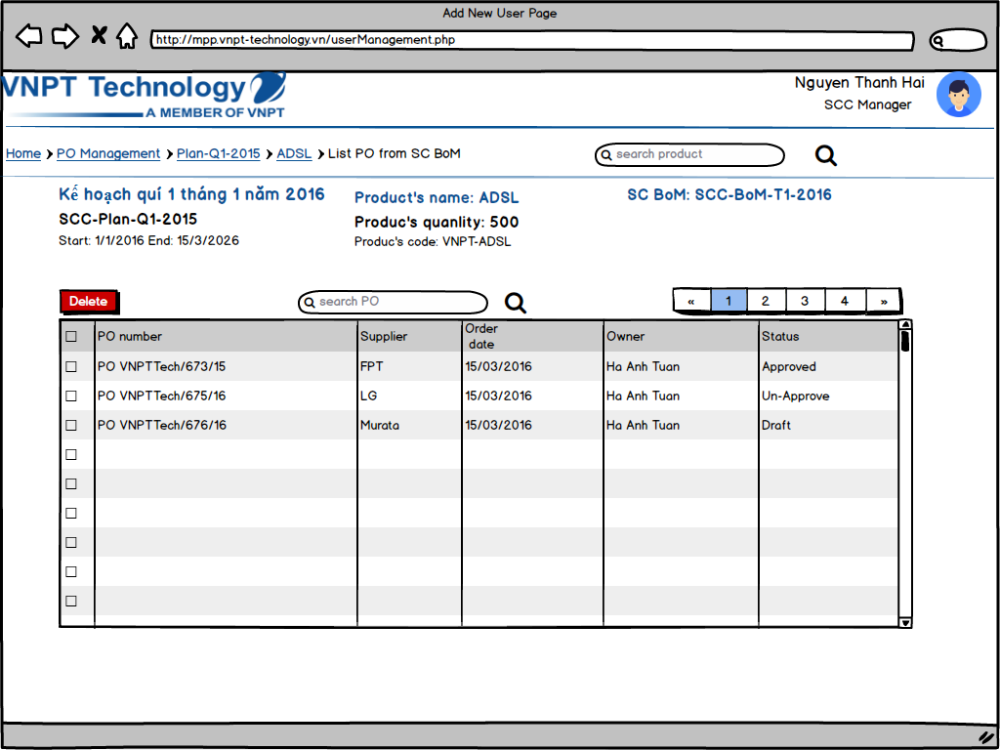 Add New User Page
http://mpp.vnpt-technology.vn/userManagement.php
VNPT Technology
A MEMBER OF VNPT
Nguyen Thanh Hai
SCC Manager
Home PO Management Plan-Q1-2015 ADSL List PO from SC BoM
search product
Kế hoạch quí 1 tháng 1 năm 2016
SCC-Plan-Q1-2015
Start: 1/1/2016 End: 15/3/2026
Product's name: ADSL
Produc's quanlity: 500
Produc's code: VNPT-ADSL
SC BoM: SCC-BoM-T1-2016
Delete
search PO
« 1 2 3 4 »
PO number Supplier Order date Owner Status
PO VNPTTech/673/15 FPT 15/03/2016 Ha Anh Tuan Approved
PO VNPTTech/675/16 LG 15/03/2016 Ha Anh Tuan Un-Approve
PO VNPTTech/676/16 Murata 15/03/2016 Ha Anh Tuan Draft